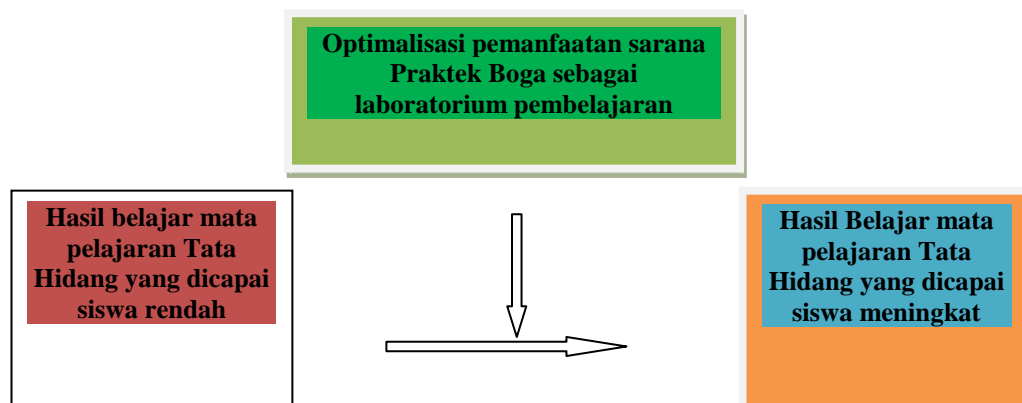 Optimalisasi pemanfaatan sarana
Praktek Boga sebagai
laboratorium pembelajaran
Hasil belajar mata
pelajaran Tata
Hidang yang dicapai
siswa rendah
Hasil Belajar mata
pelajaran Tata
Hidang yang dicapai
siswa meningkat